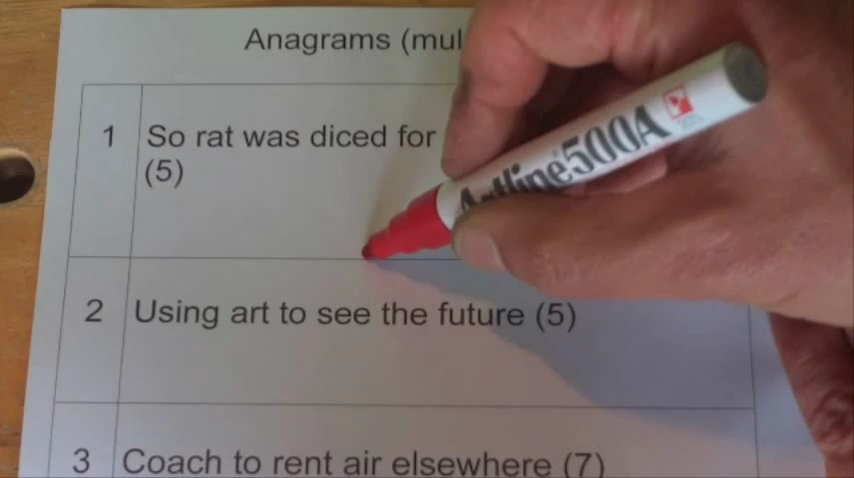 Anagrams (mul
1 So rat was diced for
(5)
2 Using art to see the future (5)
3 Coach to rent air elsewhere (7)
Artline 500A